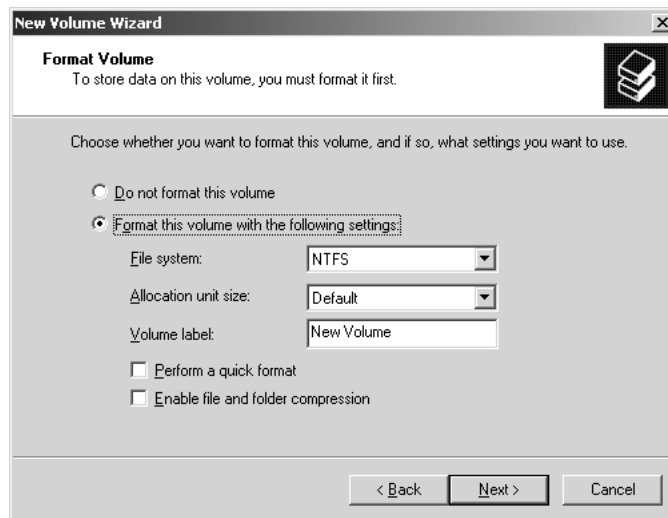 New Volume Wizard
Format Volume
To store data on this volume, you must format it first.
Choose whether you want to format this volume, and if so, what settings you want to use.
Do not format this volume
Format this volume with the following settings:
File system: NTFS
Allocation unit size: Default
Volume label: New Volume
Perform a quick format
Enable file and folder compression
< Back Next > Cancel